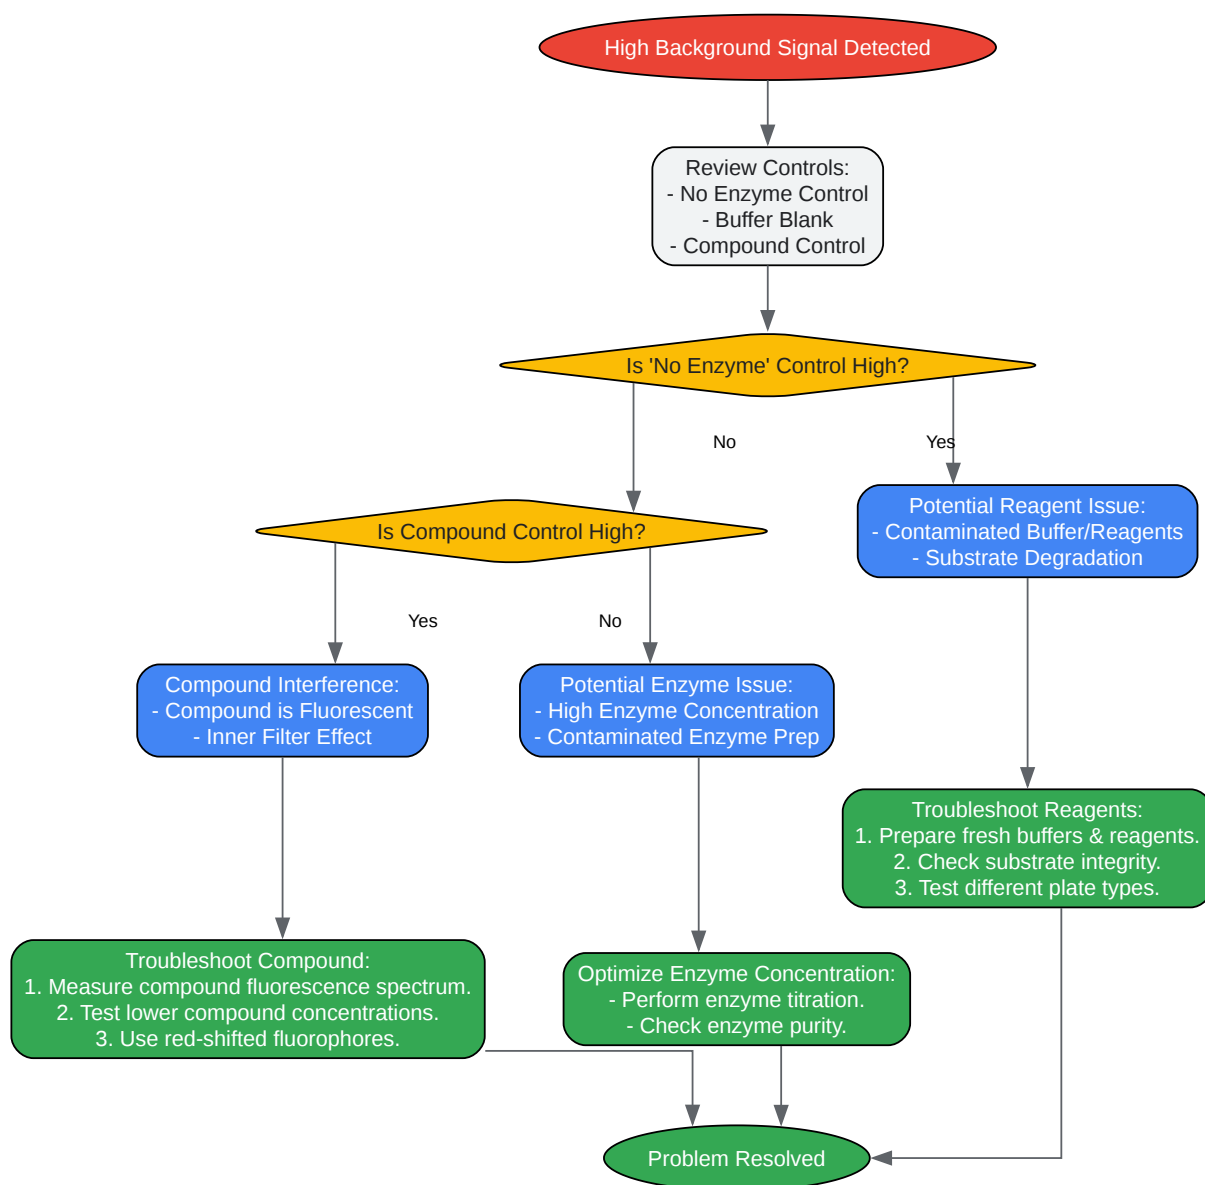 High Background Signal Detected
Review Controls:
- No Enzyme Control
- Buffer Blank
- Compound Control
Is 'No Enzyme' Control High?
No
Yes
Is Compound Control High?
Potential Reagent Issue:
- Contaminated Buffer/Reagents
- Substrate Degradation
Yes
No
Compound Interference:
- Compound is Fluorescent
- Inner Filter Effect
Potential Enzyme Issue:
- High Enzyme Concentration
- Contaminated Enzyme Prep
Troubleshoot Reagents:
1. Prepare fresh buffers & reagents.
2. Check substrate integrity.
3. Test different plate types.
Troubleshoot Compound:
1. Measure compound fluorescence spectrum.
2. Test lower compound concentrations.
3. Use red-shifted fluorophores.
Optimize Enzyme Concentration:
- Perform enzyme titration.
- Check enzyme purity.
Problem Resolved